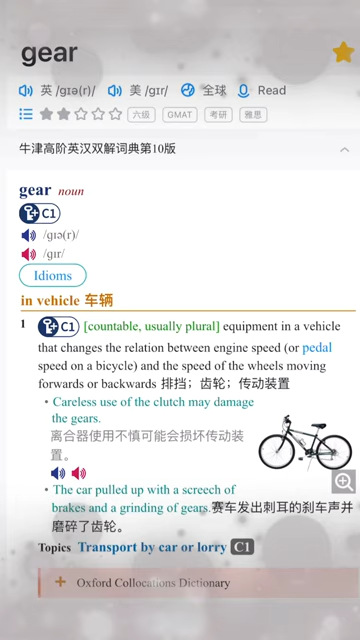 gear
英 /gɪə(r)/ 美 /gɪr/ 全球 Read
六级 GMAT 考研 雅思
牛津高阶英汉双解词典第10版
gear noun
C1
/ɡɪə(r)/
/ɡɪr/
Idioms
in vehicle 车辆
1 C1 [countable, usually plural] equipment in a vehicle
that changes the relation between engine speed (or pedal
speed on a bicycle) and the speed of the wheels moving
forwards or backwards 排挡；齿轮；传动装置
• Careless use of the clutch may damage
the gears.
离合器使用不慎可能会损坏传动装
置。
• The car pulled up with a screech of
brakes and a grinding of gears.赛车发出刺耳的刹车声并
磨碎了齿轮。
Topics Transport by car or lorry C1
+ Oxford Collocations Dictionary